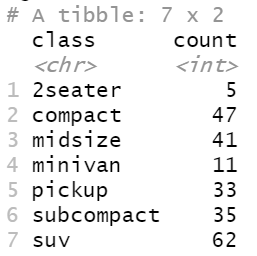 # A tibble: 7 x 2
class count
<chr> <int>
1 2seater 5
2 compact 47
3 midsize 41
4 minivan 11
5 pickup 33
6 subcompact 35
7 suv 62